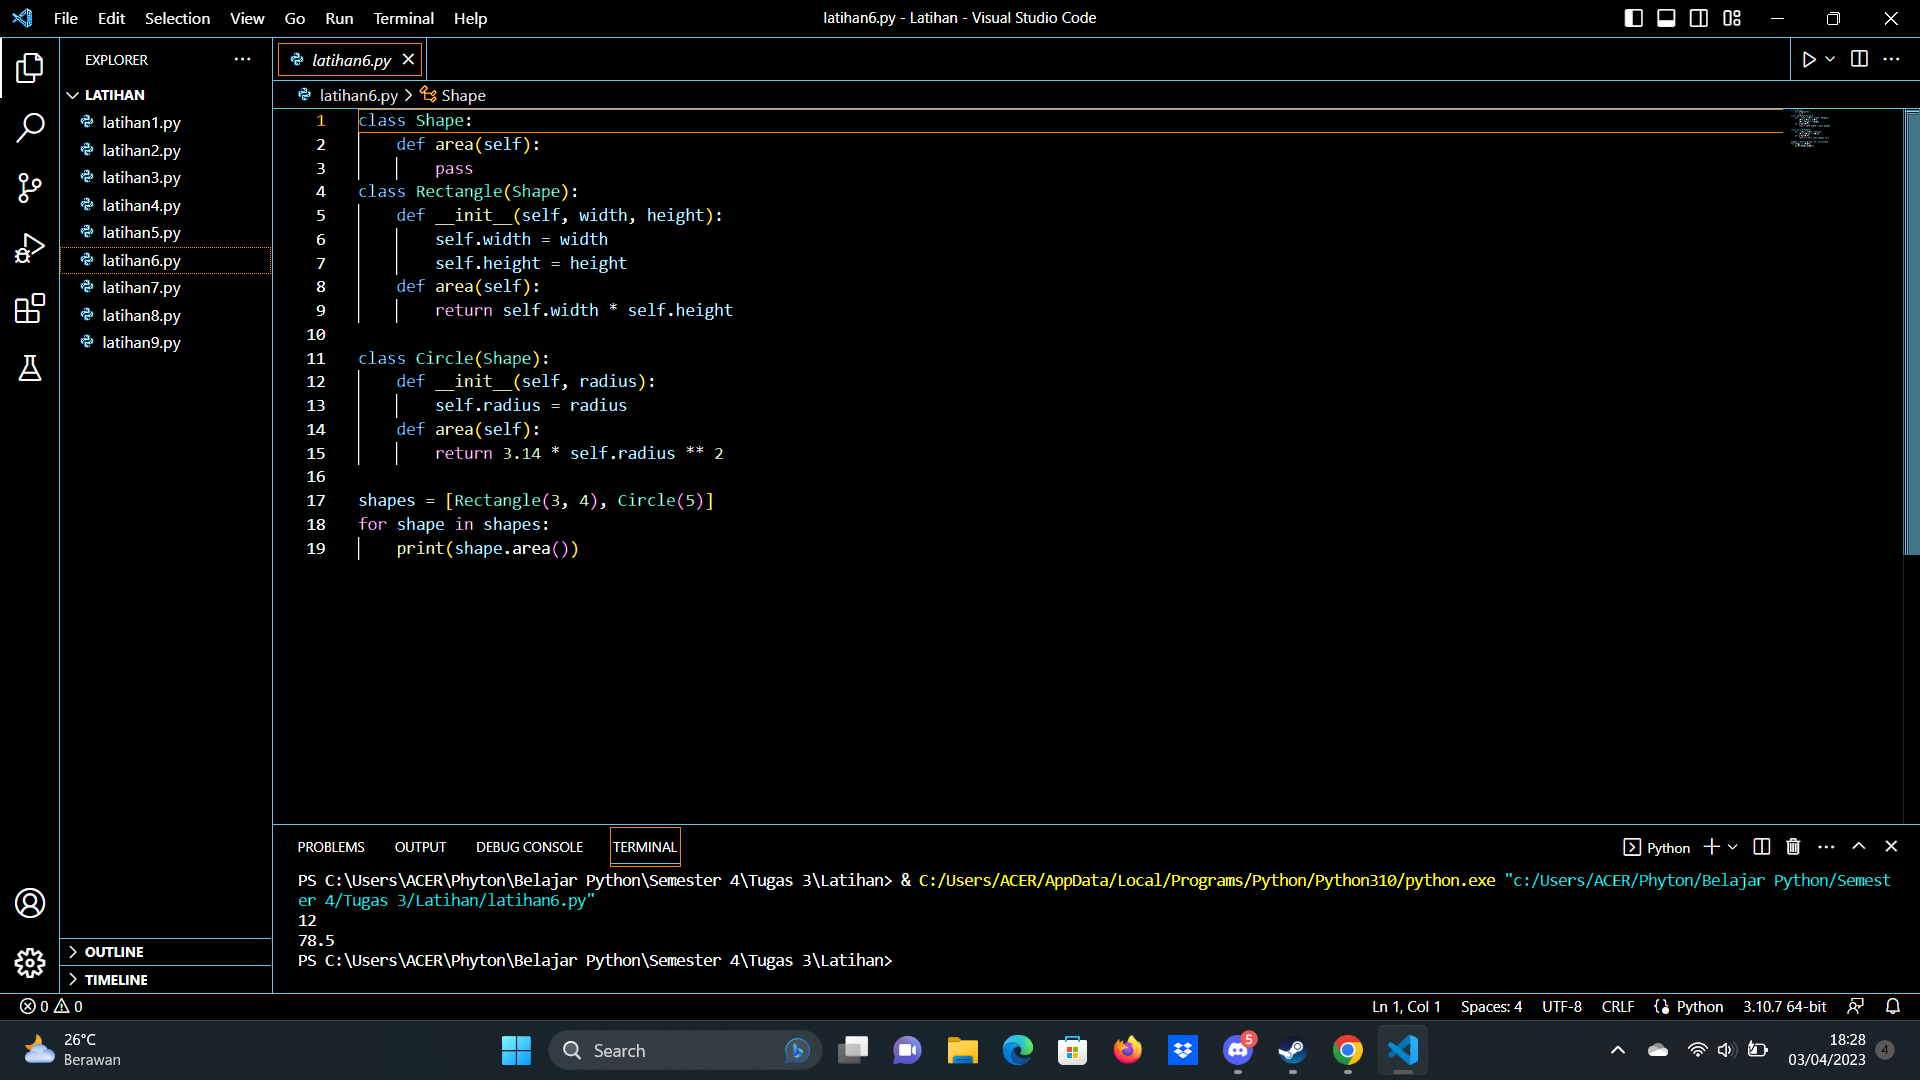 File Edit Selection View Go Run Terminal Help
latihan6.py - Latihan - Visual Studio Code
EXPLORER
LATIHAN
latihan1.py
latihan2.py
latihan3.py
latihan4.py
latihan5.py
latihan6.py
latihan7.py
latihan8.py
latihan9.py
OUTLINE
TIMELINE
latihan6.py
latihan6.py > Shape
1 class Shape:
2     def area(self):
3         pass
4 class Rectangle(Shape):
5     def __init__(self, width, height):
6         self.width = width
7         self.height = height
8     def area(self):
9         return self.width * self.height
10
11 class Circle(Shape):
12     def __init__(self, radius):
13         self.radius = radius
14     def area(self):
15         return 3.14 * self.radius ** 2
16
17 shapes = [Rectangle(3, 4), Circle(5)]
18 for shape in shapes:
19     print(shape.area())
PROBLEMS OUTPUT DEBUG CONSOLE TERMINAL
Python
PS C:\Users\ACER\Phyton\Belajar Python\Semester 4\Tugas 3\Latihan> & C:/Users/ACER/AppData/Local/Programs/Python/Python310/python.exe "c:/Users/ACER/Phyton/Belajar Python/Semest
er 4/Tugas 3/Latihan/latihan6.py"
12
78.5
PS C:\Users\ACER\Phyton\Belajar Python\Semester 4\Tugas 3\Latihan>
0 0
Ln 1, Col 1 Spaces: 4 UTF-8 CRLF Python 3.10.7 64-bit
26°C
Berawan
Search
5
18:28
03/04/2023
4